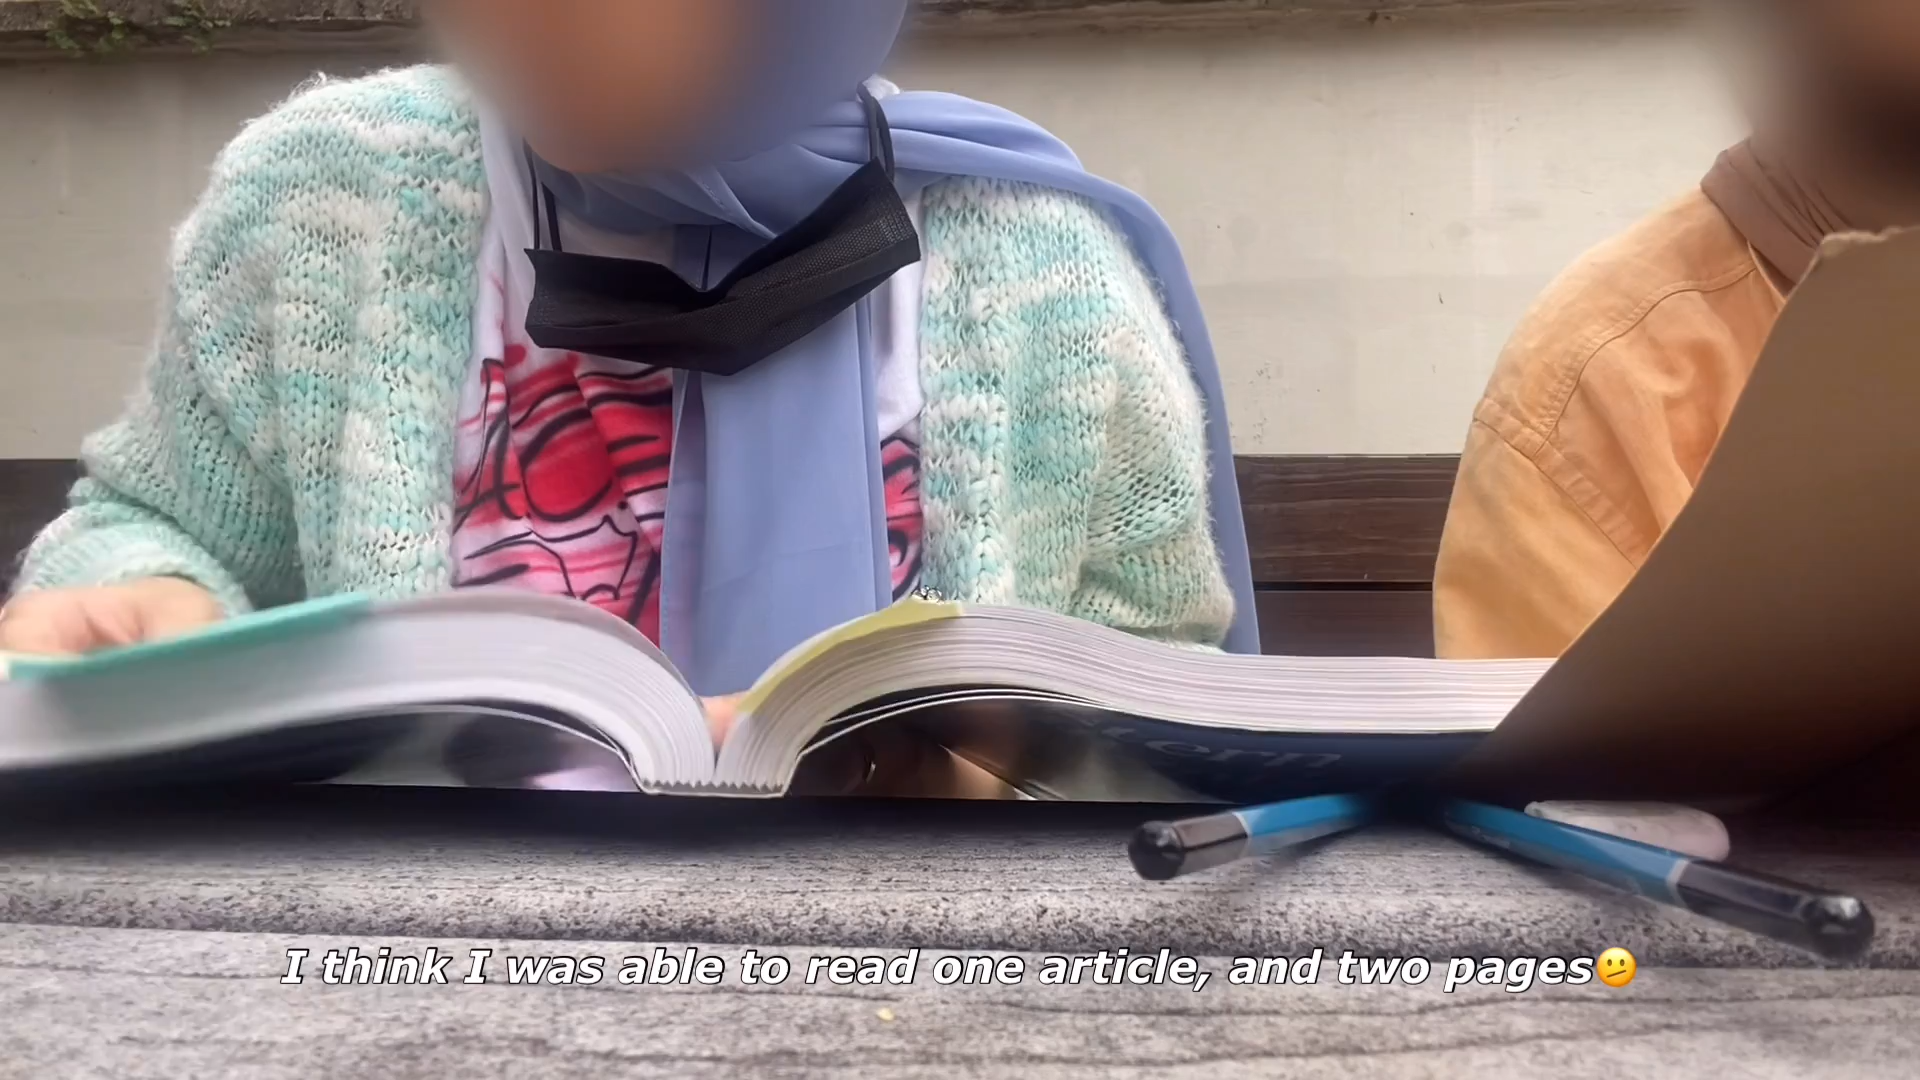 I think I was able to read one article, and two pages🫤